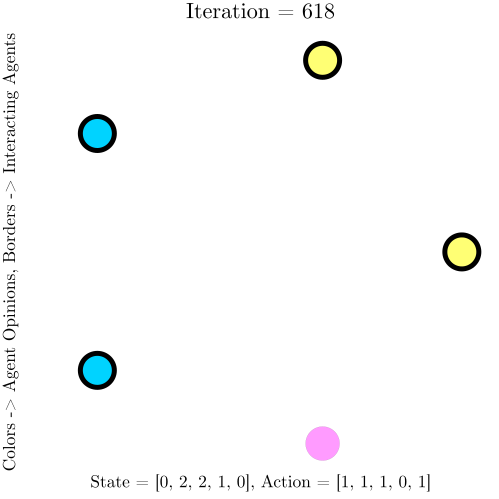 Iteration = 618
Colors -> Agent Opinions, Borders -> Interacting Agents
State = [0, 2, 2, 1, 0], Action = [1, 1, 1, 0, 1]